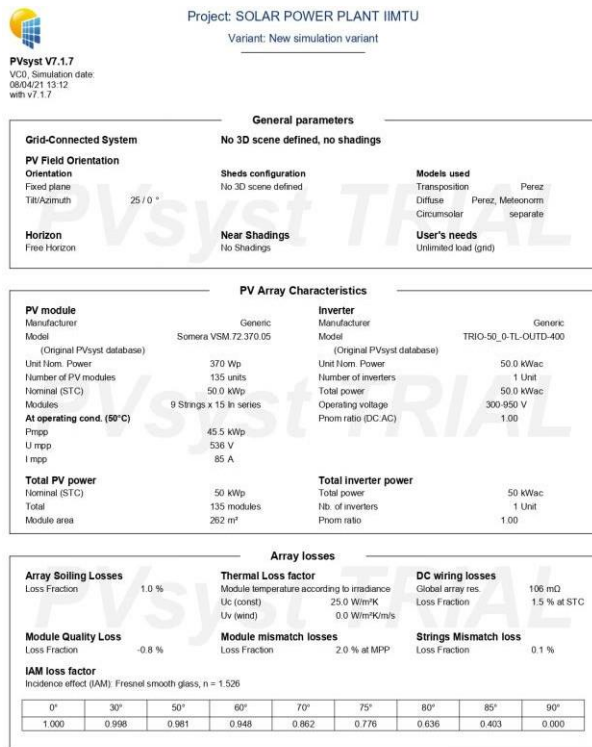 Project: SOLAR POWER PLANT IIMTU
Variant: New simulation variant
PVsyst V7.1.7
VC0, Simulation date:
08/04/21 13:12
with v7.1.7
General parameters
Grid-Connected System No 3D scene defined, no shadings
PV Field Orientation
Orientation Sheds configuration Models used
Fixed plane No 3D scene defined Transposition Perez
Tilt/Azimuth 25 / 0 ° Diffuse Perez, Meteonorm
Circumsolar separate
Horizon Near Shadings User's needs
Free Horizon No Shadings Unlimited load (grid)
PVsyst TRIAL
PV Array Characteristics
PV module Inverter
Manufacturer Generic Manufacturer Generic
Model Somera VSM.72.370.05 Model TRIO-50_0-TL-OUTD-400
(Original PVsyst database) (Original PVsyst database)
Unit Nom. Power 370 Wp Unit Nom. Power 50.0 kWac
Number of PV modules 135 units Number of inverters 1 Unit
Nominal (STC) 50.0 kWp Total power 50.0 kWac
Modules 9 Strings x 15 In series Operating voltage 300-950 V
At operating cond. (50°C) Pnom ratio (DC:AC) 1.00
Pmpp 45.5 kWp
U mpp 536 V
I mpp 85 A
Total PV power Total inverter power
Nominal (STC) 50 kWp Total power 50 kWac
Total 135 modules Nb. of inverters 1 Unit
Module area 262 m² Pnom ratio 1.00
PVsyst TRIAL
Array losses
Array Soiling Losses Thermal Loss factor DC wiring losses
Loss Fraction 1.0 % Module temperature according to irradiance Global array res. 106 mΩ
Uc (const) 25.0 W/m²K Loss Fraction 1.5 % at STC
Uv (wind) 0.0 W/m²K/m/s
Module Quality Loss Module mismatch losses Strings Mismatch loss
Loss Fraction -0.8 % Loss Fraction 2.0 % at MPP Loss Fraction 0.1 %
IAM loss factor
Incidence effect (IAM): Fresnel smooth glass, n = 1.526
0° 30° 50° 60° 70° 75° 80° 85° 90°
1.000 0.998 0.981 0.948 0.862 0.776 0.636 0.403 0.000
PVsyst TRIAL